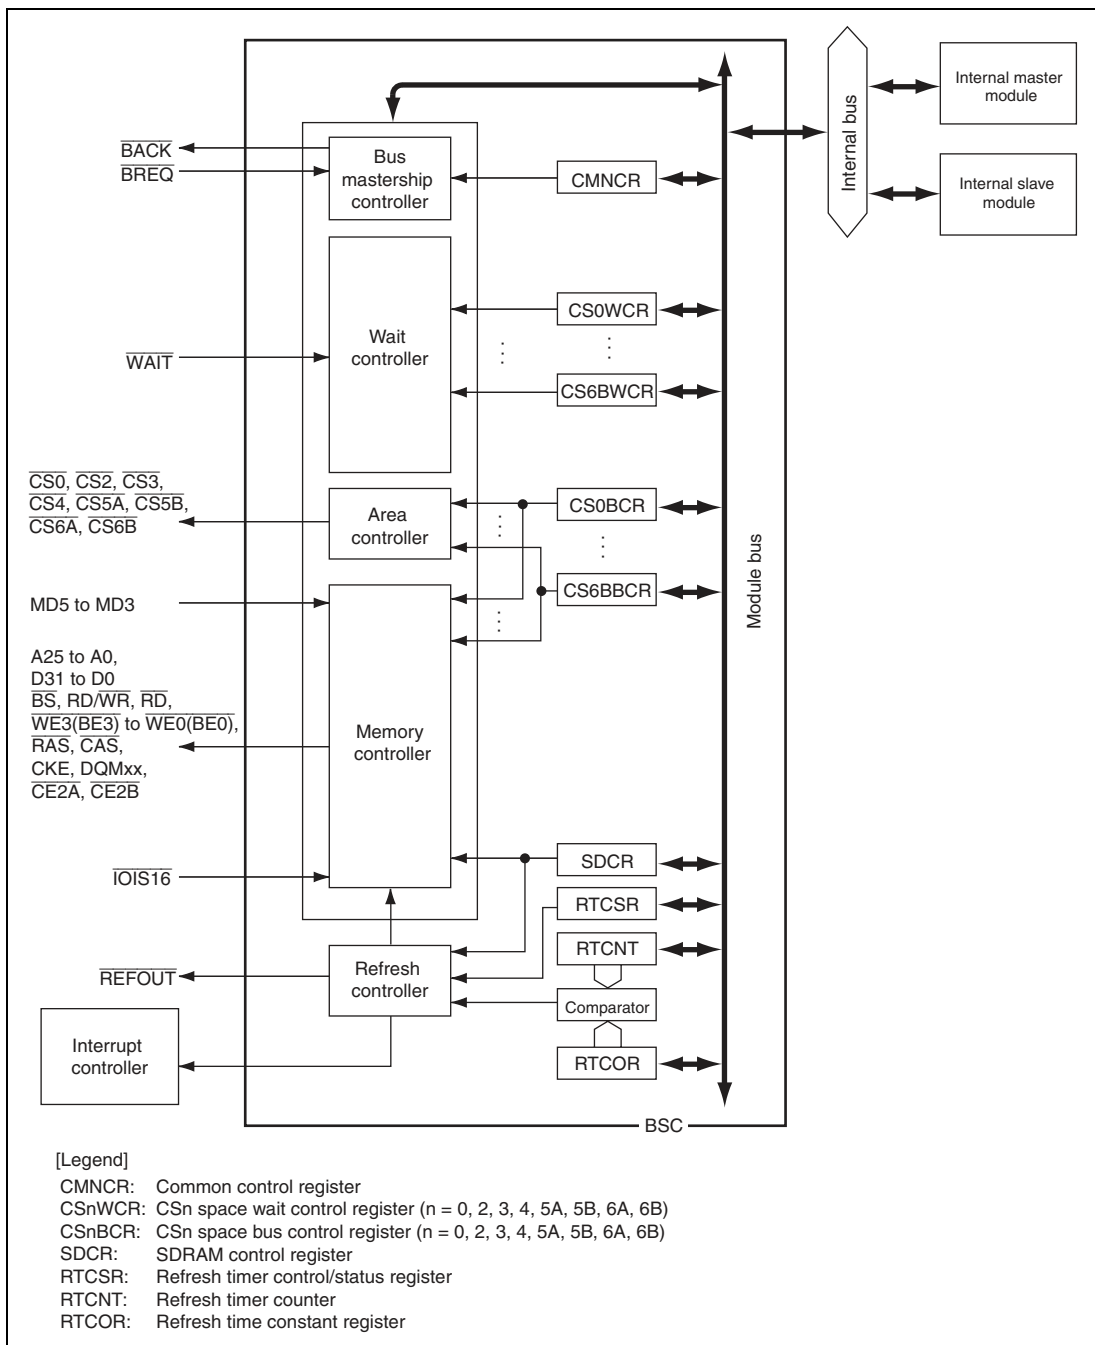 BACK
BREQ
Bus
mastership
controller
CMNCR
Internal bus
Internal master
module
Internal slave
module
WAIT
Wait
controller
CS0WCR
CS6BWCR
CS0, CS2, CS3,
CS4, CS5A, CS5B,
CS6A, CS6B
Area
controller
CS0BCR
CS6BBCR
Module bus
MD5 to MD3
A25 to A0,
D31 to D0
BS, RD/WR, RD,
WE3(BE3) to WE0(BE0),
RAS, CAS,
CKE, DQMxx,
CE2A, CE2B
Memory
controller
IOIS16
SDCR
RTCSR
RTCNT
Comparator
RTCOR
REFOUT
Refresh
controller
Interrupt
controller
BSC
[Legend]
CMNCR: Common control register
CSnWCR: CSn space wait control register (n = 0, 2, 3, 4, 5A, 5B, 6A, 6B)
CSnBCR: CSn space bus control register (n = 0, 2, 3, 4, 5A, 5B, 6A, 6B)
SDCR: SDRAM control register
RTCSR: Refresh timer control/status register
RTCNT: Refresh timer counter
RTCOR: Refresh time constant register